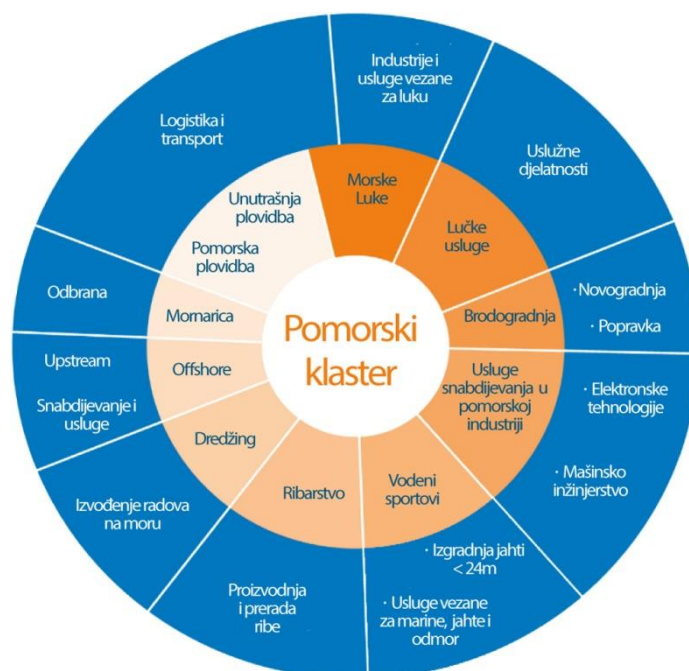 Industrije i
usluge vezane
za luku
Logistika i
transport
Uslužne
djelatnosti
Morske
Luke
Unutrašnja
plovidba
Lučke
usluge
Pomorska
plovidba
Odbrana
· Novogradnja
Mornarica
Brodogradnja
· Popravka
Pomorski
klaster
Upstream
Offshore
Usluge
snabdijevanja u
pomorskoj
industriji
· Elektronske
tehnologije
Snabdijevanje i
usluge
Dredžing
· Mašinsko
inžinjerstvo
Vodeni
sportovi
Ribarstvo
Izvođenje radova
na moru
· Izgradnja jahti
< 24m
Proizvodnja
i prerada
ribe
· Usluge vezane
za marine, jahte i
odmor